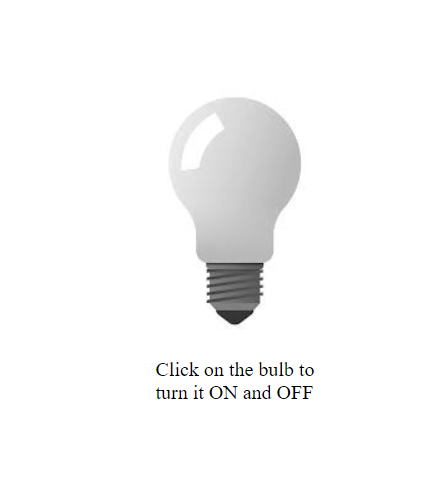 Click on the bulb to
turn it ON and OFF